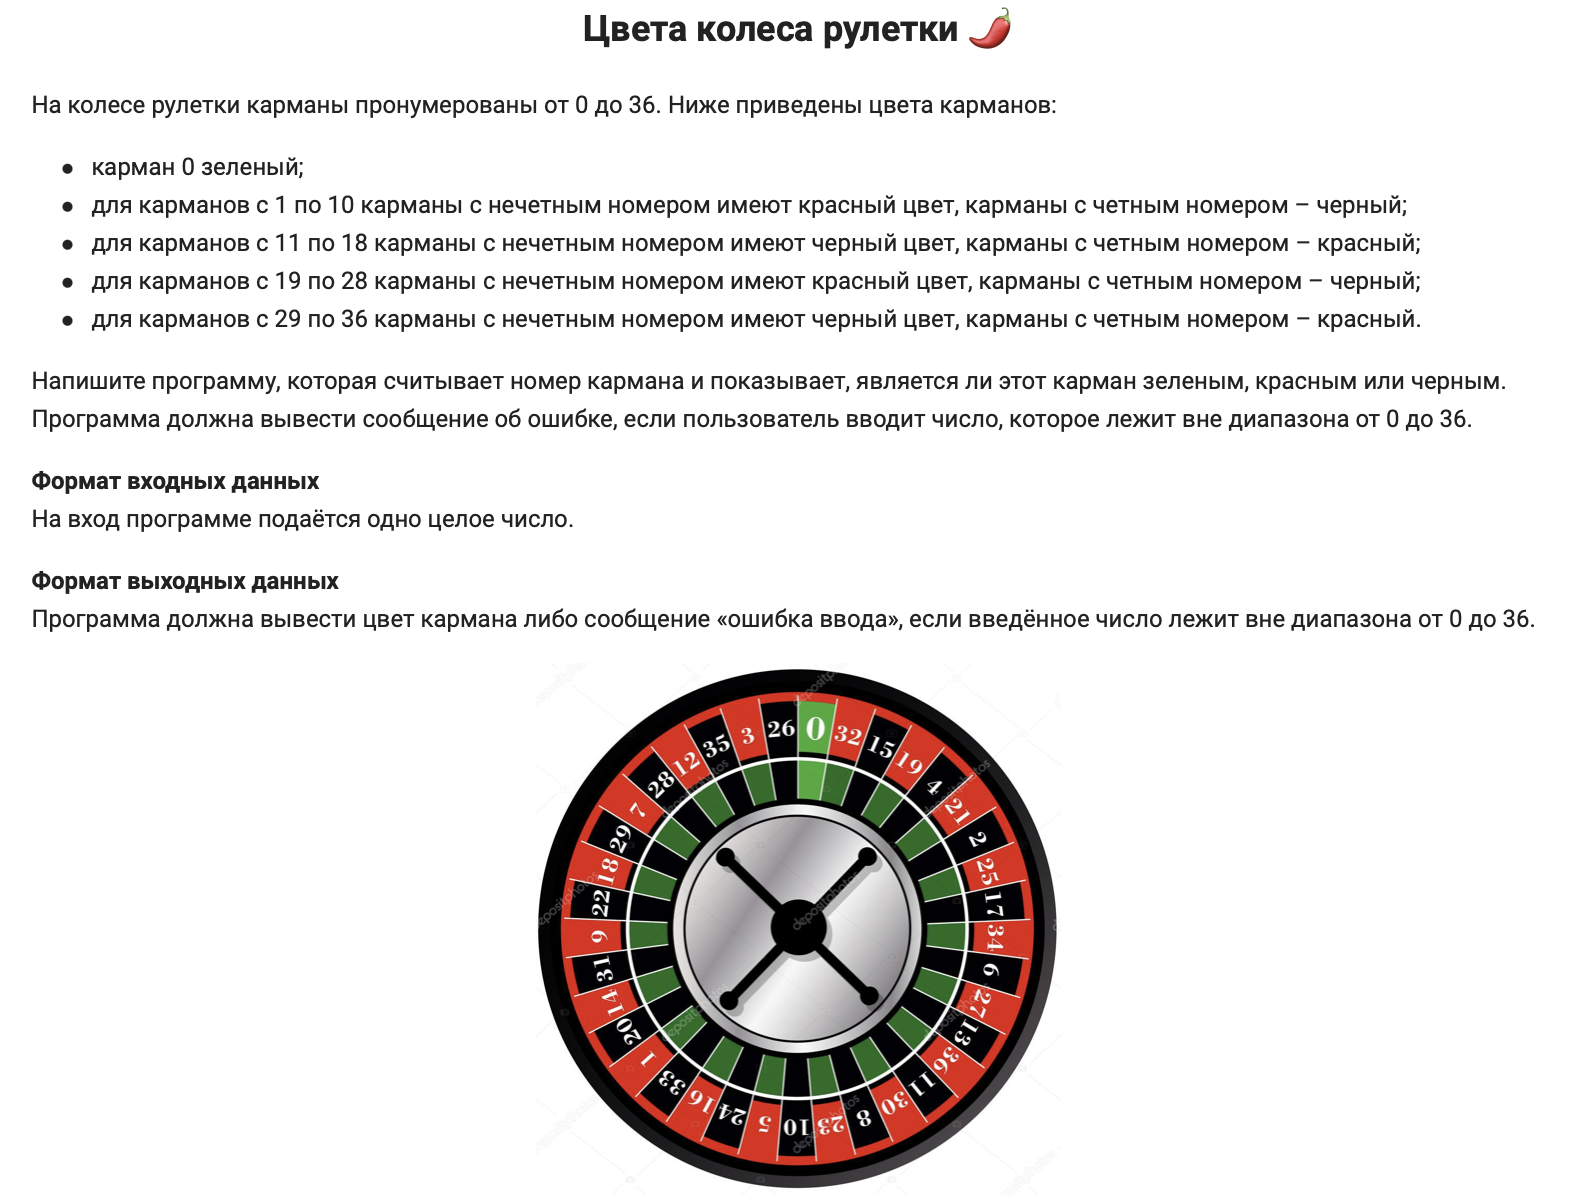 Цвета колеса рулетки
На колесе рулетки карманы пронумерованы от 0 до 36. Ниже приведены цвета карманов:
• карман 0 зеленый;
• для карманов с 1 по 10 карманы с нечетным номером имеют красный цвет, карманы с четным номером – черный;
• для карманов с 11 по 18 карманы с нечетным номером имеют черный цвет, карманы с четным номером – красный;
• для карманов с 19 по 28 карманы с нечетным номером имеют красный цвет, карманы с четным номером – черный;
• для карманов с 29 по 36 карманы с нечетным номером имеют черный цвет, карманы с четным номером – красный.
Напишите программу, которая считывает номер кармана и показывает, является ли этот карман зеленым, красным или черным.
Программа должна вывести сообщение об ошибке, если пользователь вводит число, которое лежит вне диапазона от 0 до 36.
Формат входных данных
На вход программе подаётся одно целое число.
Формат выходных данных
Программа должна вывести цвет кармана либо сообщение «ошибка ввода», если введённое число лежит вне диапазона от 0 до 36.
0
32
15
19
4
21
2
25
17
34
6
27
13
36
11
30
8
23
10
5
24
16
33
1
20
14
31
9
22
18
29
7
28
12
35
3
26
depositphotos